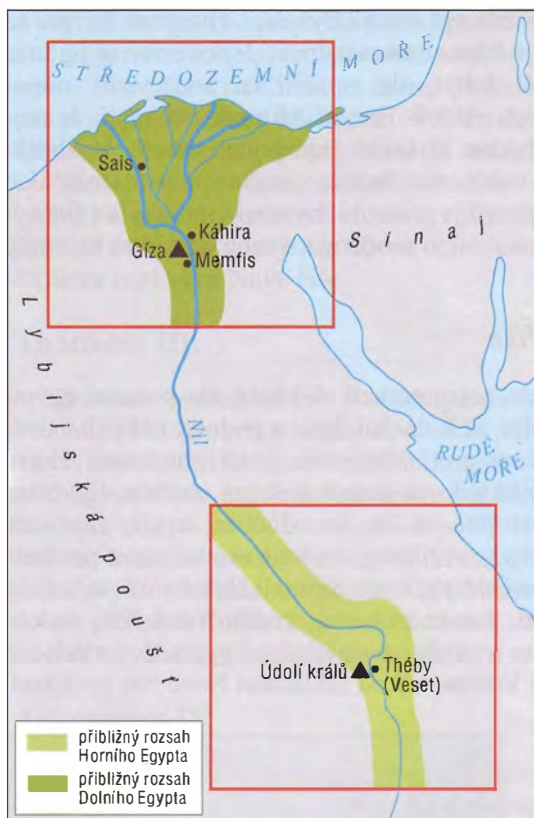 STŘEDOZEMNÍ MOŘE
Sais
Káhira
Gíza
Memfis
Sinaj
Lybijská poušť
Nil
RUDÉ
MOŘE
Údolí králů
Théby
(Veset)
přibližný rozsah
Horního Egypta
přibližný rozsah
Dolního Egypta